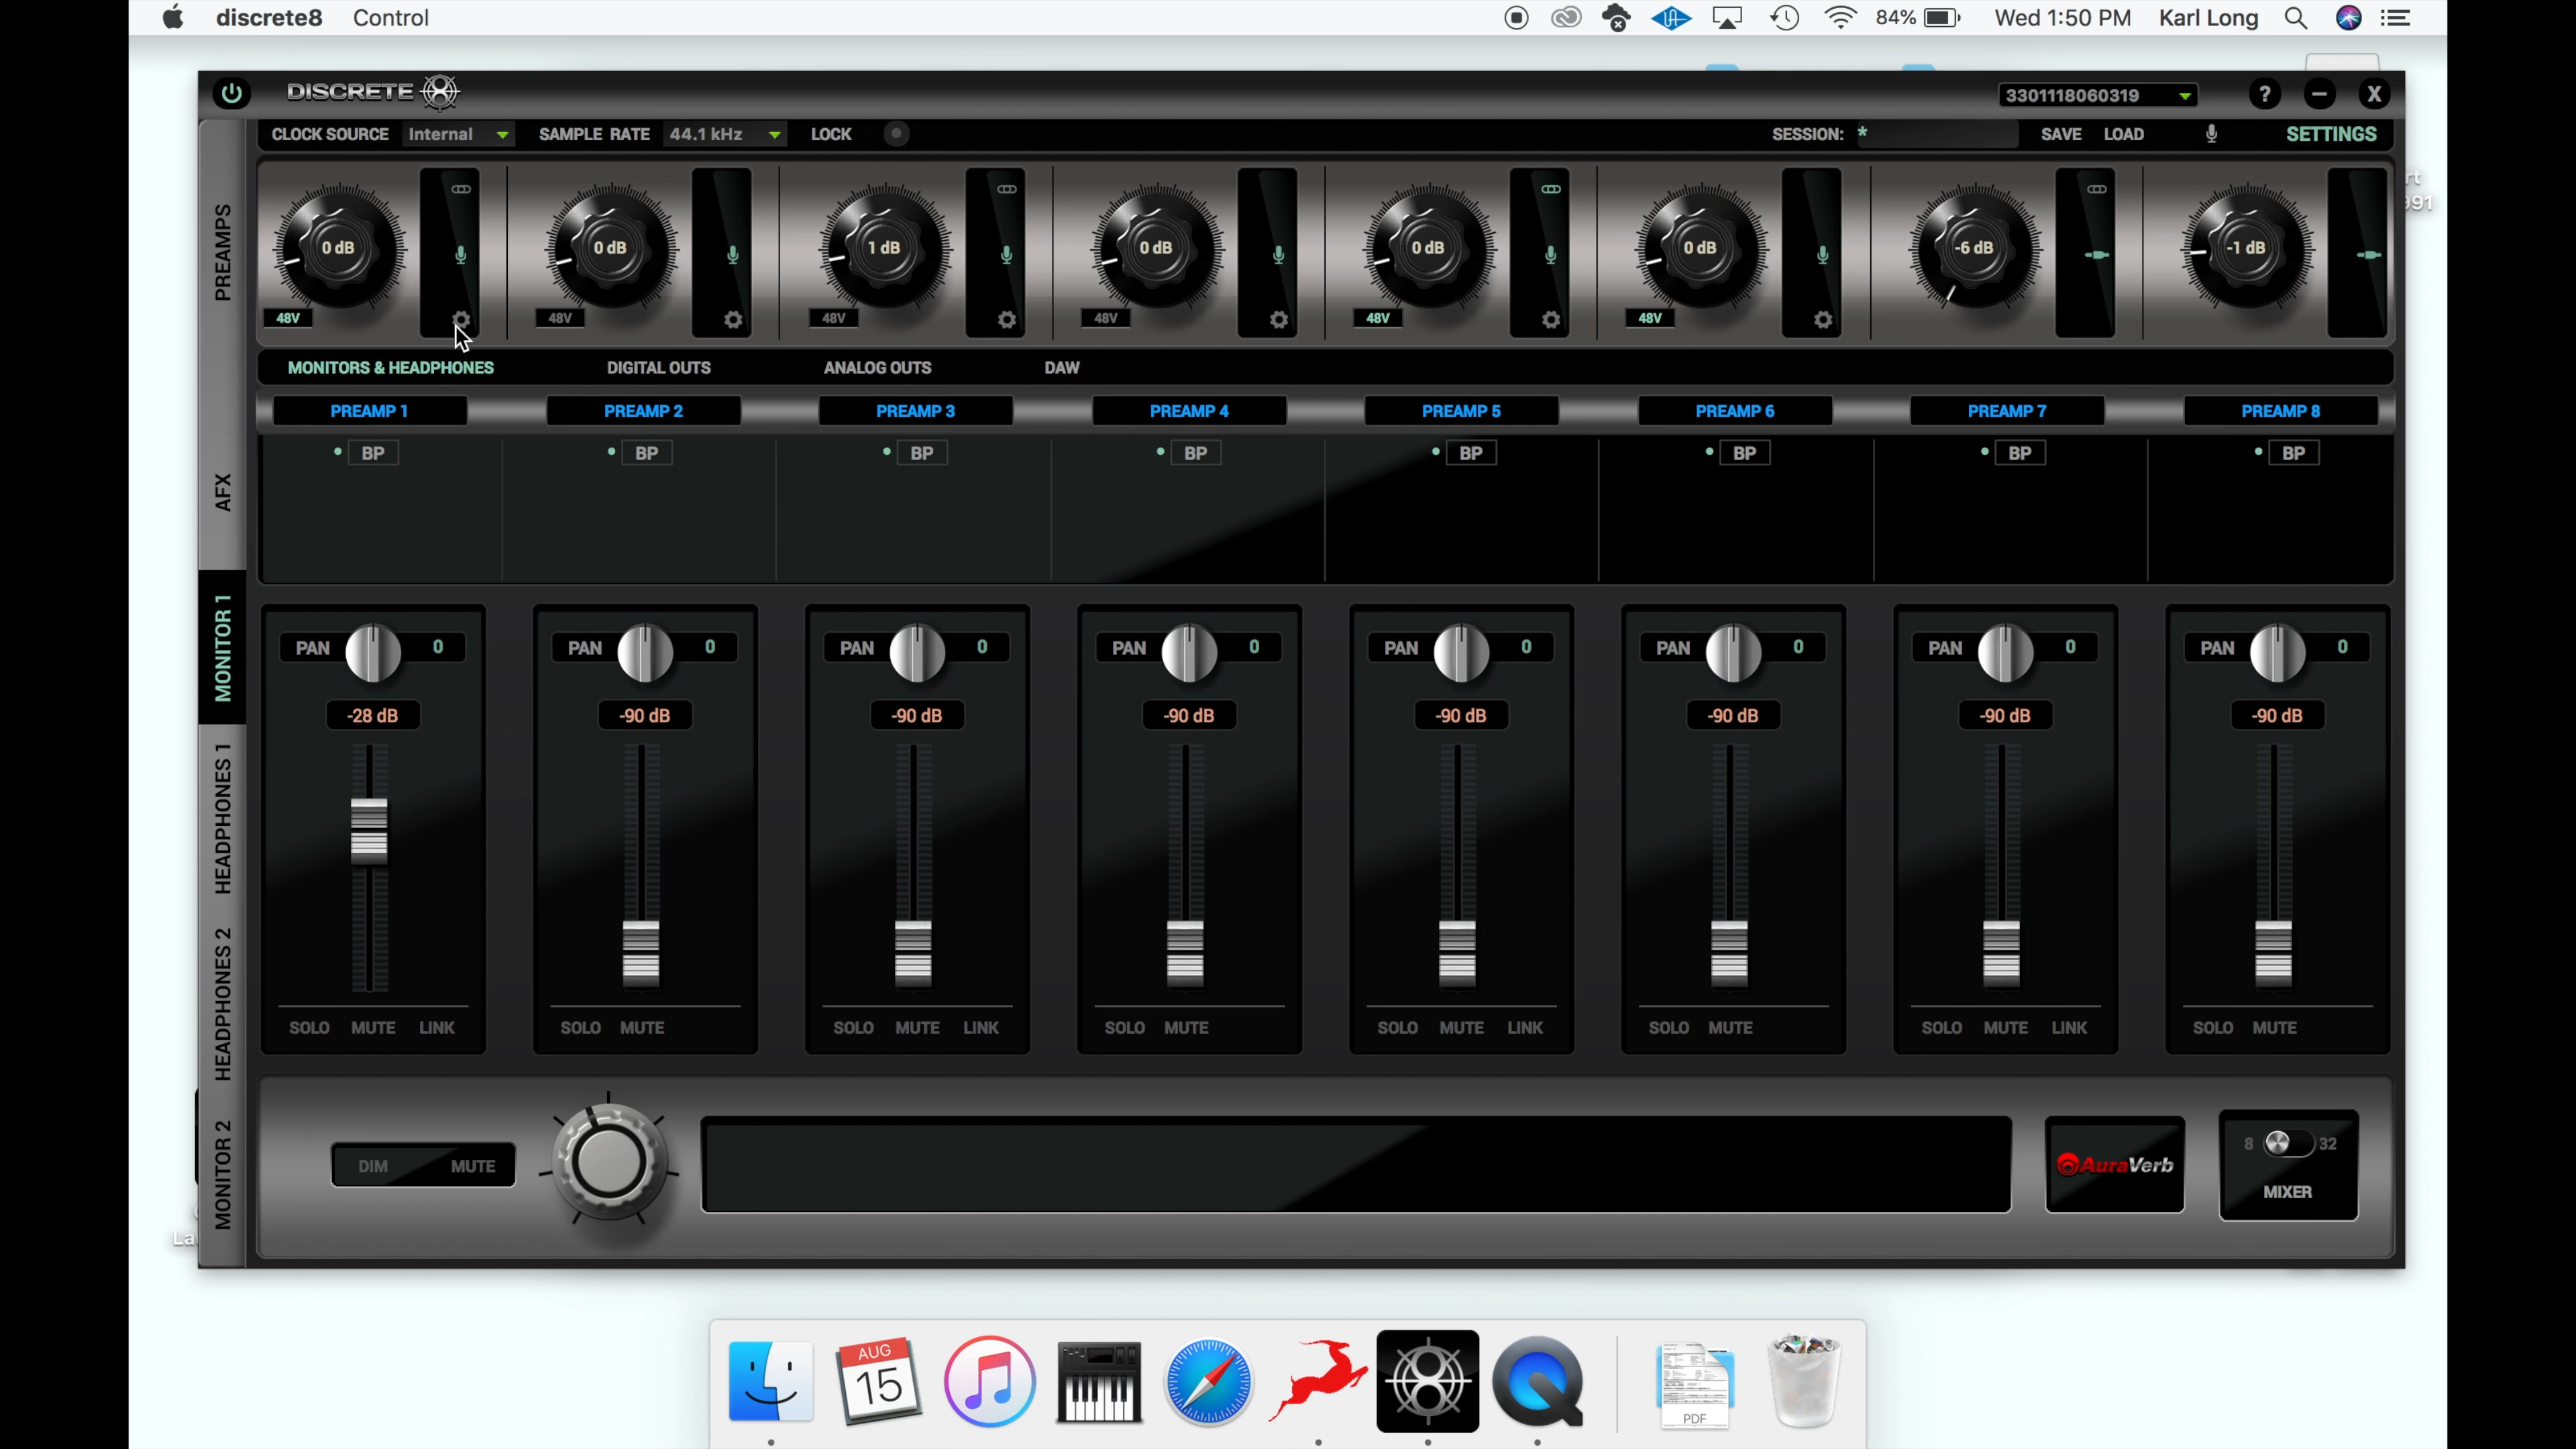 discrete8 Control 84% Wed 1:50 PM Karl Long
DISCRETE 8 3301118060319 ? − X
CLOCK SOURCE Internal SAMPLE RATE 44.1 kHz LOCK SESSION: * SAVE LOAD SETTINGS
rt
991
0 dB 0 dB 1 dB 0 dB 0 dB 0 dB -6 dB -1 dB
48V 48V 48V 48V 48V 48V
MONITORS & HEADPHONES DIGITAL OUTS ANALOG OUTS DAW
PREAMP 1 PREAMP 2 PREAMP 3 PREAMP 4 PREAMP 5 PREAMP 6 PREAMP 7 PREAMP 8
BP BP BP BP BP BP BP BP
PREAMPS
AFX
MONITOR 1
HEADPHONES 1
HEADPHONES 2
MONITOR 2
PAN 0 PAN 0 PAN 0 PAN 0 PAN 0 PAN 0 PAN 0 PAN 0
-28 dB -90 dB -90 dB -90 dB -90 dB -90 dB -90 dB -90 dB
SOLO MUTE LINK SOLO MUTE SOLO MUTE LINK SOLO MUTE SOLO MUTE LINK SOLO MUTE SOLO MUTE LINK SOLO MUTE
DIM MUTE AuraVerb 8 32
MIXER
La
AUG
15
8
PDF